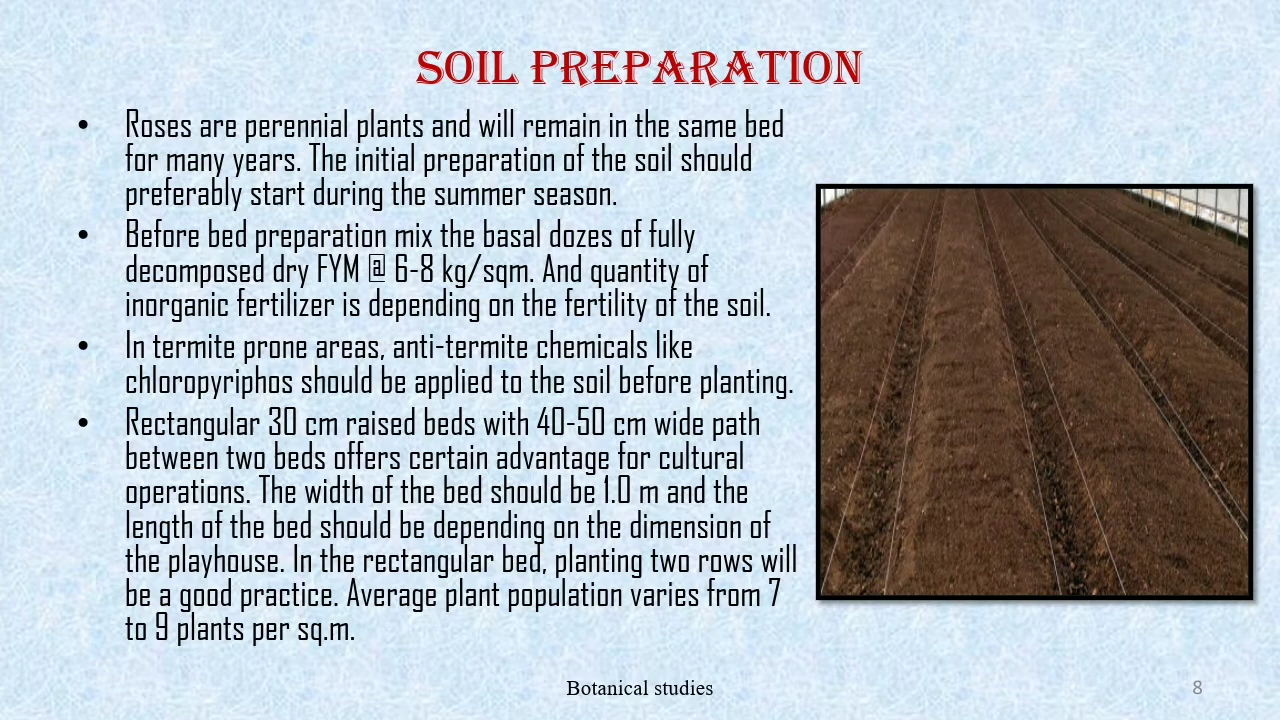 SOIL PREPARATION
• Roses are perennial plants and will remain in the same bed
for many years. The initial preparation of the soil should
preferably start during the summer season.
• Before bed preparation mix the basal dozes of fully
decomposed dry FYM @ 6-8 kg/sqm. And quantity of
inorganic fertilizer is depending on the fertility of the soil.
• In termite prone areas, anti-termite chemicals like
chloropyriphos should be applied to the soil before planting.
• Rectangular 30 cm raised beds with 40-50 cm wide path
between two beds offers certain advantage for cultural
operations. The width of the bed should be 1.0 m and the
length of the bed should be depending on the dimension of
the playhouse. In the rectangular bed, planting two rows will
be a good practice. Average plant population varies from 7
to 9 plants per sq.m.
Botanical studies
8